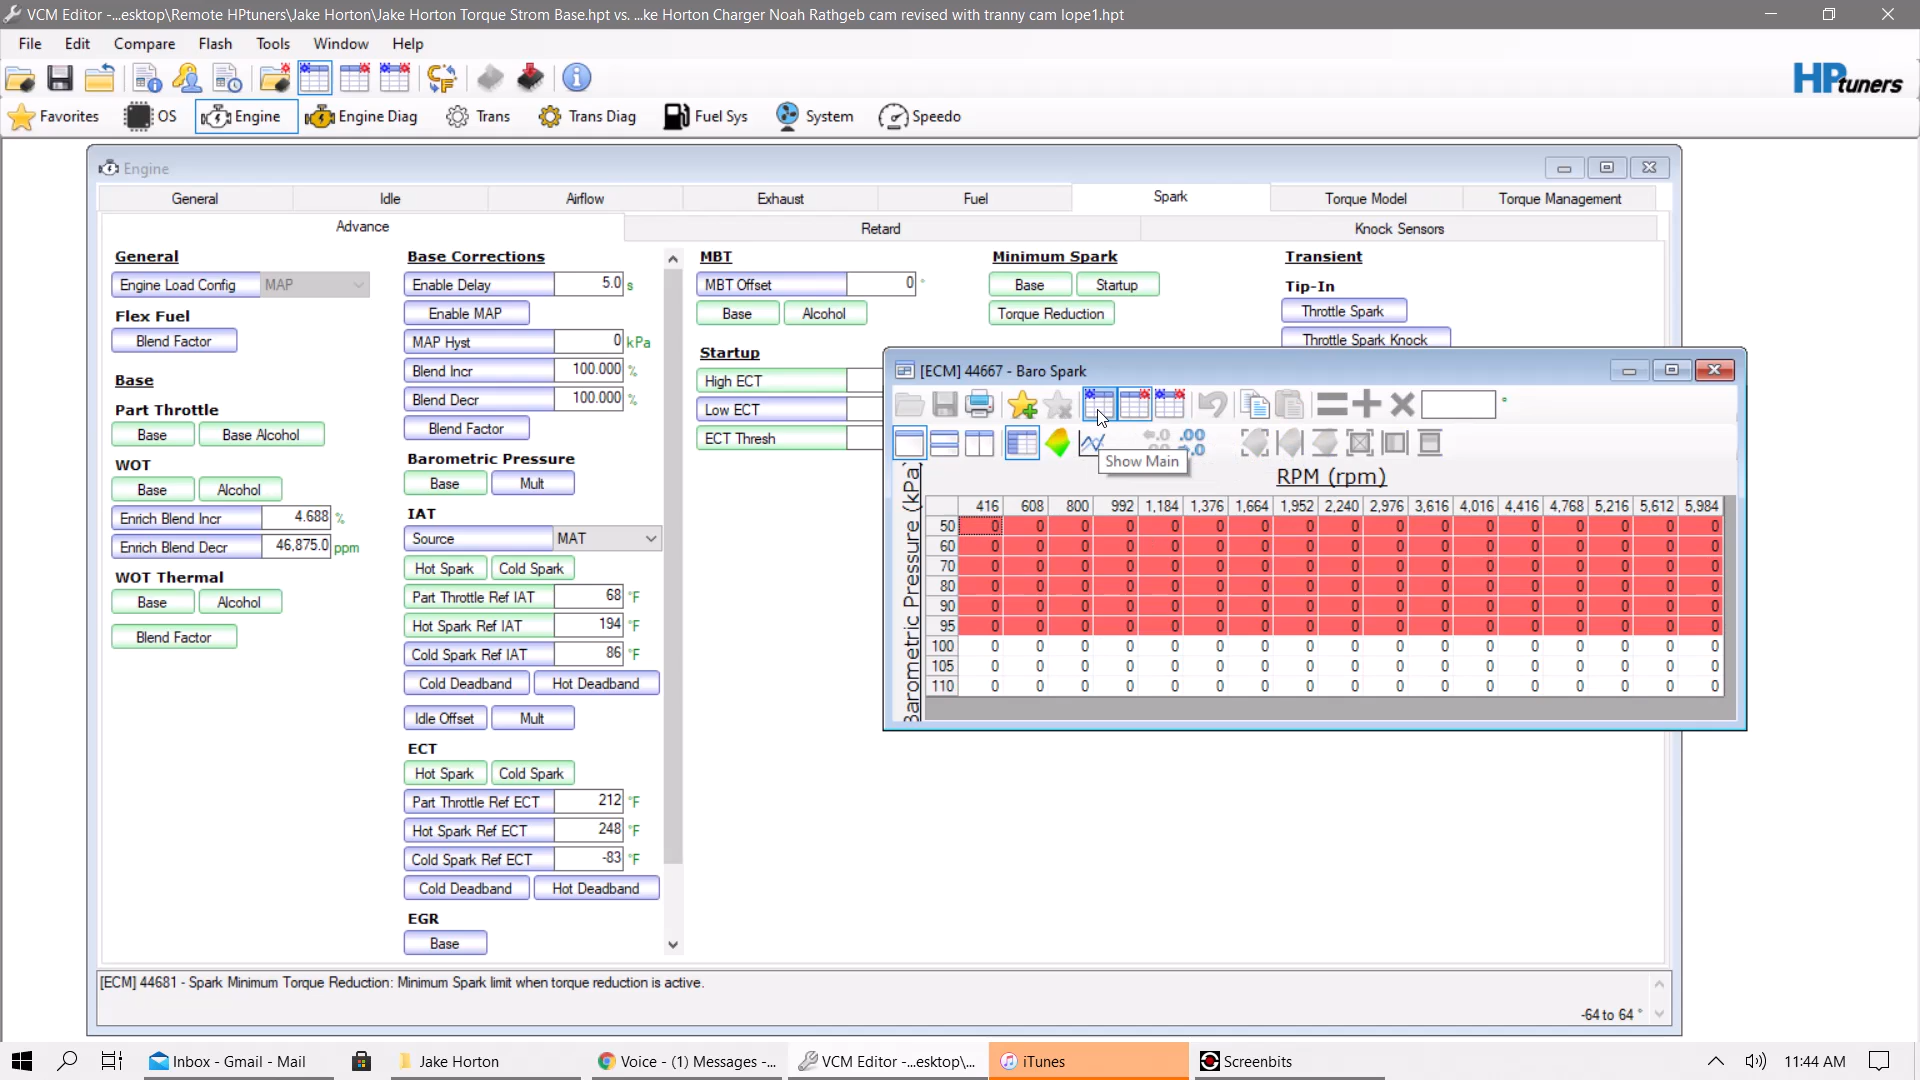 VCM Editor -...esktop\Remote HPtuners\Jake Horton\Jake Horton Torque Strom Base.hpt vs. ...ke Horton Charger Noah Rathgeb cam revised with tranny cam lope1.hpt
File Edit Compare Flash Tools Window Help
HPtuners
Favorites OS Engine Engine Diag Trans Trans Diag Fuel Sys System Speedo
Engine
General Idle Airflow Exhaust Fuel Spark Torque Model Torque Management
Advance Retard Knock Sensors
General
Engine Load Config MAP
Flex Fuel
Blend Factor
Base
Part Throttle
Base Base Alcohol
WOT
Base Alcohol
Enrich Blend Incr 4.688 %
Enrich Blend Decr 46,875.0 ppm
WOT Thermal
Base Alcohol
Blend Factor
Base Corrections
Enable Delay 5.0 s
Enable MAP
MAP Hyst 0 kPa
Blend Incr 100.000 %
Blend Decr 100.000 %
Blend Factor
Barometric Pressure
Base Mult
IAT
Source MAT
Hot Spark Cold Spark
Part Throttle Ref IAT 68 °F
Hot Spark Ref IAT 194 °F
Cold Spark Ref IAT 86 °F
Cold Deadband Hot Deadband
Idle Offset Mult
ECT
Hot Spark Cold Spark
Part Throttle Ref ECT 212 °F
Hot Spark Ref ECT 248 °F
Cold Spark Ref ECT -83 °F
Cold Deadband Hot Deadband
EGR
Base
MBT
MBT Offset 0 °
Base Alcohol
Startup
High ECT
Low ECT
ECT Thresh
Minimum Spark
Base Startup
Torque Reduction
Transient
Tip-In
Throttle Spark
Throttle Spark Knock
[ECM] 44667 - Baro Spark
°
Show Main
RPM (rpm)
Barometric Pressure (kPa)
416 608 800 992 1,184 1,376 1,664 1,952 2,240 2,976 3,616 4,016 4,416 4,768 5,216 5,612 5,984
50 0 0 0 0 0 0 0 0 0 0 0 0 0 0 0 0 0
60 0 0 0 0 0 0 0 0 0 0 0 0 0 0 0 0 0
70 0 0 0 0 0 0 0 0 0 0 0 0 0 0 0 0 0
80 0 0 0 0 0 0 0 0 0 0 0 0 0 0 0 0 0
90 0 0 0 0 0 0 0 0 0 0 0 0 0 0 0 0 0
95 0 0 0 0 0 0 0 0 0 0 0 0 0 0 0 0 0
100 0 0 0 0 0 0 0 0 0 0 0 0 0 0 0 0 0
105 0 0 0 0 0 0 0 0 0 0 0 0 0 0 0 0 0
110 0 0 0 0 0 0 0 0 0 0 0 0 0 0 0 0 0
[ECM] 44681 - Spark Minimum Torque Reduction: Minimum Spark limit when torque reduction is active.
-64 to 64 °
Inbox - Gmail - Mail Jake Horton Voice - (1) Messages -... VCM Editor -...esktop\... iTunes Screenbits 11:44 AM